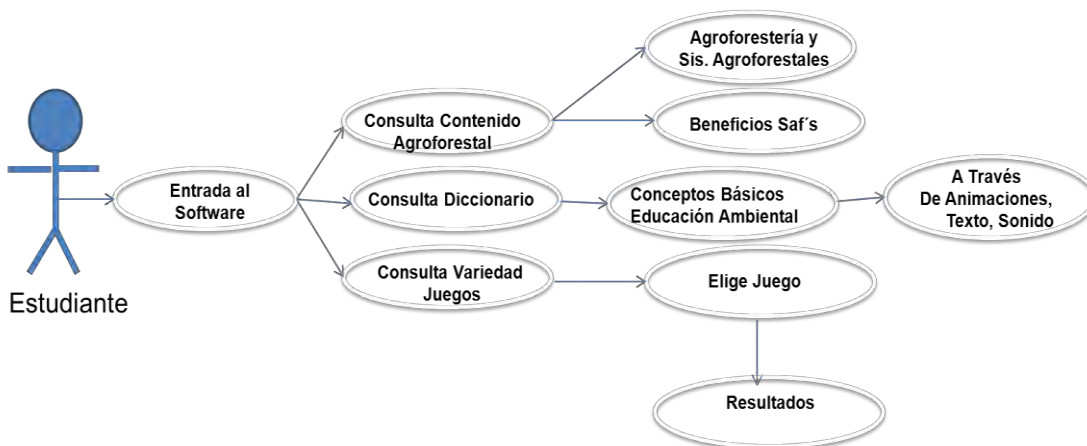 Agroforestería y
Sis. Agroforestales
Consulta Contenido
Agroforestal
Beneficios Saf´s
Entrada al
Software
Consulta Diccionario
Conceptos Básicos
Educación Ambiental
A Través
De Animaciones,
Texto, Sonido
Consulta Variedad
Juegos
Elige Juego
Estudiante
Resultados